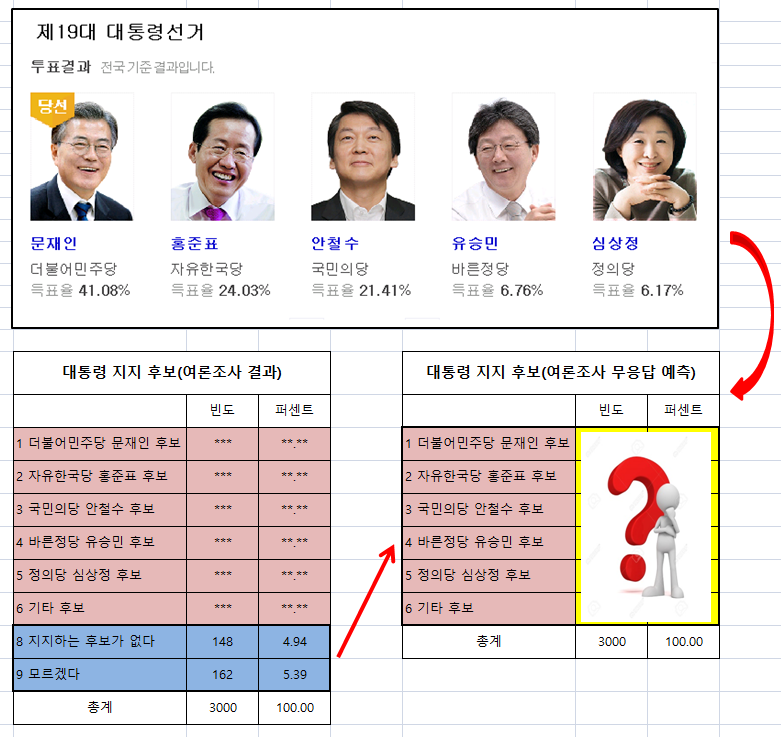 제19대 대통령선거
투표결과 전국 기준 결과입니다.
당선
문재인 홍준표 안철수 유승민 심상정
더불어민주당 자유한국당 국민의당 바른정당 정의당
득표율 41.08% 득표율 24.03% 득표율 21.41% 득표율 6.76% 득표율 6.17%
대통령 지지 후보(여론조사 결과)
빈도 퍼센트
1 더불어민주당 문재인 후보 *** **.**
2 자유한국당 홍준표 후보 *** **.**
3 국민의당 안철수 후보 *** **.**
4 바른정당 유승민 후보 *** **.**
5 정의당 심상정 후보 *** **.**
6 기타 후보 *** **.**
8 지지하는 후보가 없다 148 4.94
9 모르겠다 162 5.39
총계 3000 100.00
대통령 지지 후보(여론조사 무응답 예측)
빈도 퍼센트
1 더불어민주당 문재인 후보
2 자유한국당 홍준표 후보
3 국민의당 안철수 후보
4 바른정당 유승민 후보
5 정의당 심상정 후보
6 기타 후보
?
총계 3000 100.00